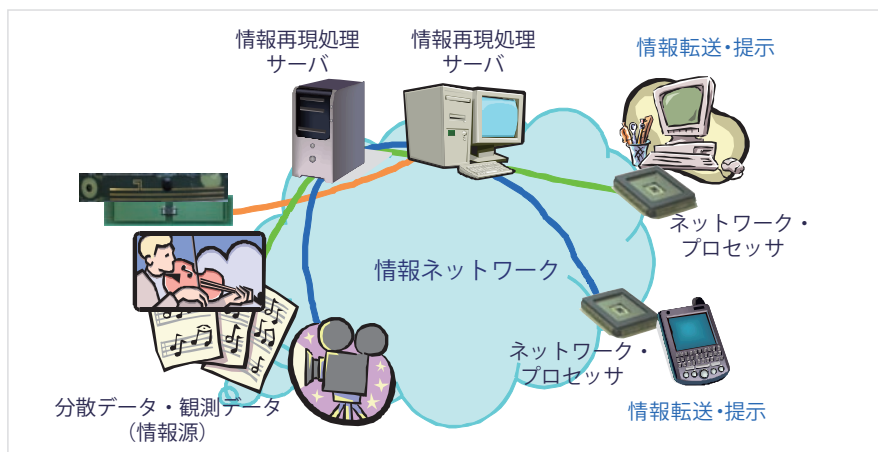 情報再現処理
サーバ
情報再現処理
サーバ
情報転送・提示
ネットワーク・
プロセッサ
情報ネットワーク
ネットワーク・
プロセッサ
分散データ・観測データ
（情報源）
情報転送・提示